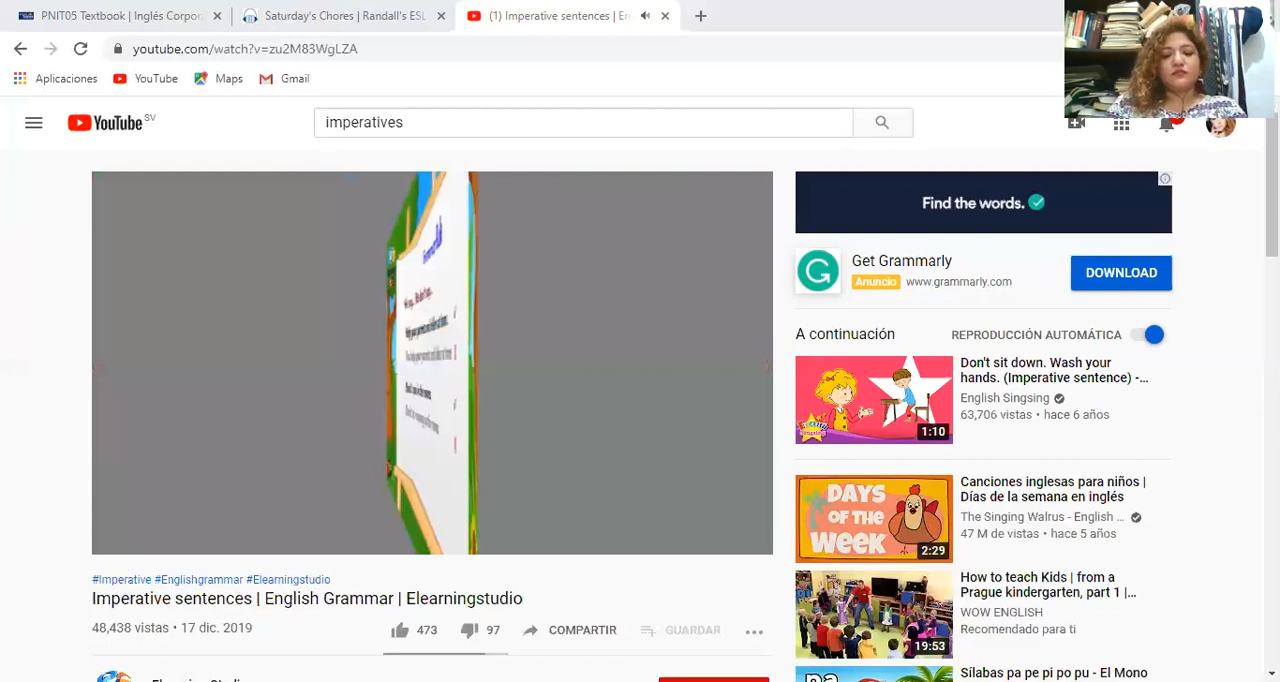 PNIT05 Textbook | Inglés Corpor
Saturday's Chores | Randall's ESL
(1) Imperative sentences | En
youtube.com/watch?v=zu2M83WgLZA
Aplicaciones
YouTube
Maps
Gmail
YouTube SV
imperatives
Find the words.
Get Grammarly
Anuncio www.grammarly.com
DOWNLOAD
A continuación
REPRODUCCIÓN AUTOMÁTICA
Don't sit down. Wash your
hands. (Imperative sentence) -...
English Singsing
63,706 vistas • hace 6 años
1:10
DAYS
OF THE
WEEK
2:29
Canciones inglesas para niños |
Días de la semana en inglés
The Singing Walrus - English ...
47 M de vistas • hace 5 años
How to teach Kids | from a
Prague kindergarten, part 1 |...
WOW ENGLISH
Recomendado para ti
19:53
Sílabas pa pe pi po pu - El Mono
#Imperative #Englishgrammar #Elearningstudio
Imperative sentences | English Grammar | Elearningstudio
48,438 vistas • 17 dic. 2019
473
97
COMPARTIR
GUARDAR